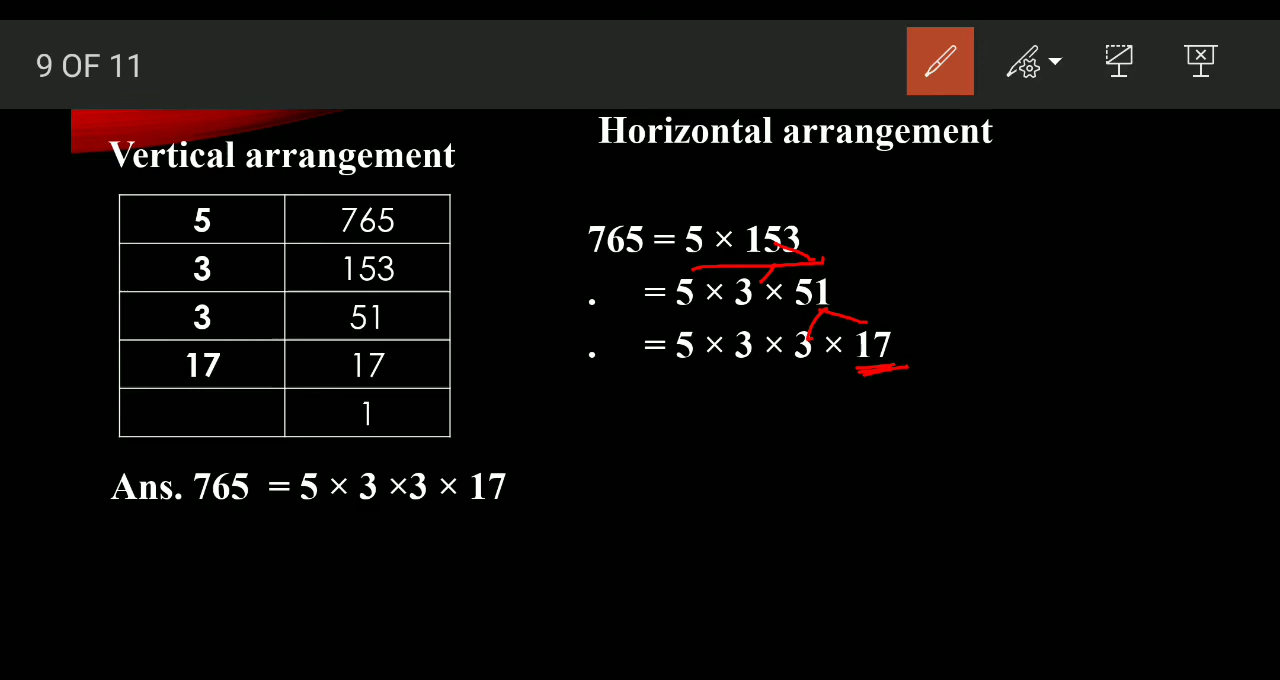 9 OF 11
Vertical arrangement
5 765
3 153
3 51
17 17
1
Ans. 765 = 5 × 3 ×3 × 17
Horizontal arrangement
765 = 5 × 153
. = 5 × 3 × 51
. = 5 × 3 × 3 × 17